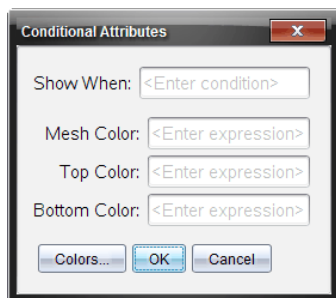 Conditional Attributes
Show When: <Enter condition>
Mesh Color: <Enter expression>
Top Color: <Enter expression>
Bottom Color: <Enter expression>
Colors... OK Cancel